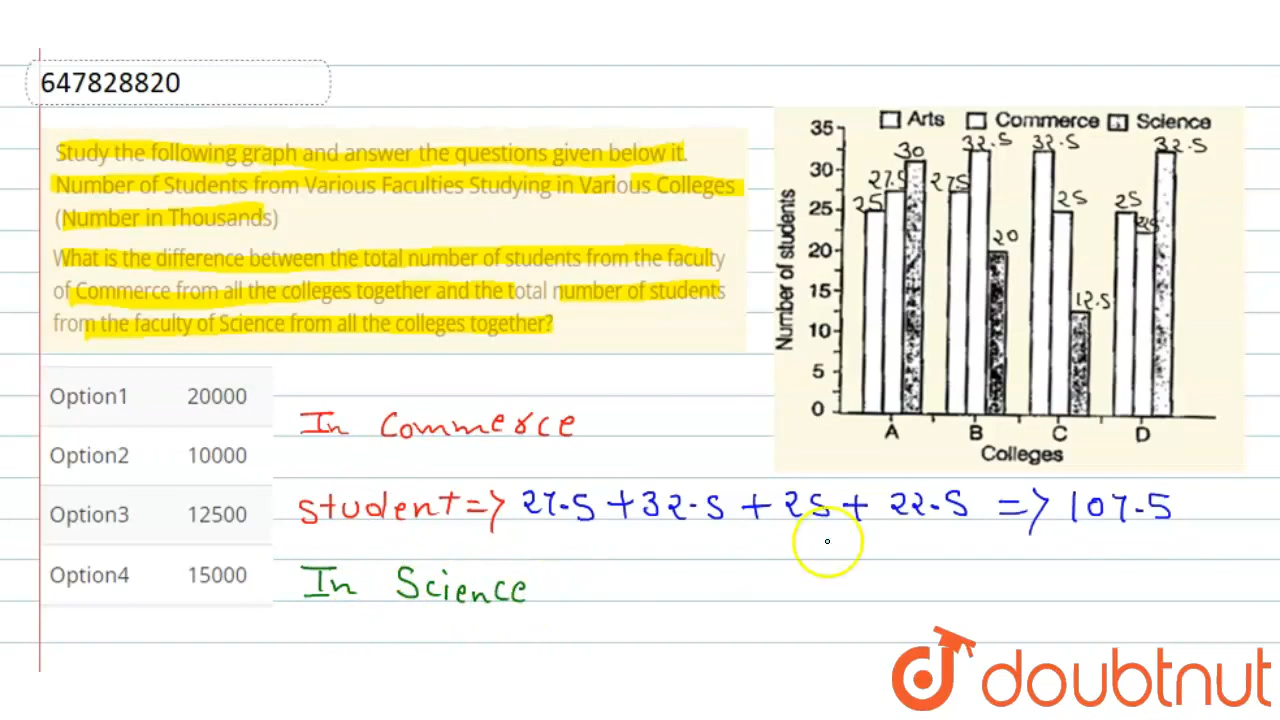 647828820
Study the following graph and answer the questions given below it.
Number of Students from Various Faculties Studying in Various Colleges
(Number in Thousands)
What is the difference between the total number of students from the faculty
of Commerce from all the colleges together and the total number of students
from the faculty of Science from all the colleges together?
Option1 20000
Option2 10000
Option3 12500
Option4 15000
Arts Commerce Science
Number of students
35
30
25
20
15
10
5
0
25 27.5 30
27.5 32.5 20
32.5 25 12.5
25 32.5
A B C D
Colleges
In Commerce
student => 27.5 + 32.5 + 25 + 22.5 => 107.5
In Science
doubtnut